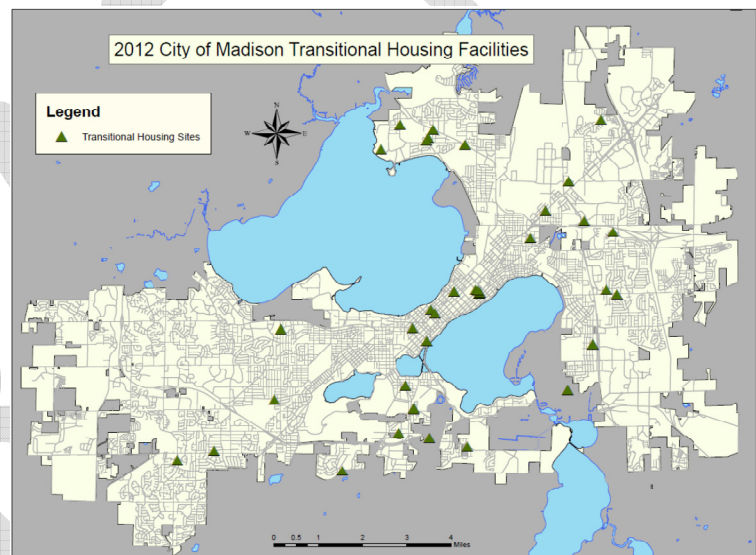 2012 City of Madison Transitional Housing Facilities
Legend
Transitional Housing Sites
N
W
E
S
0 0.5 1 2 3 4
Miles